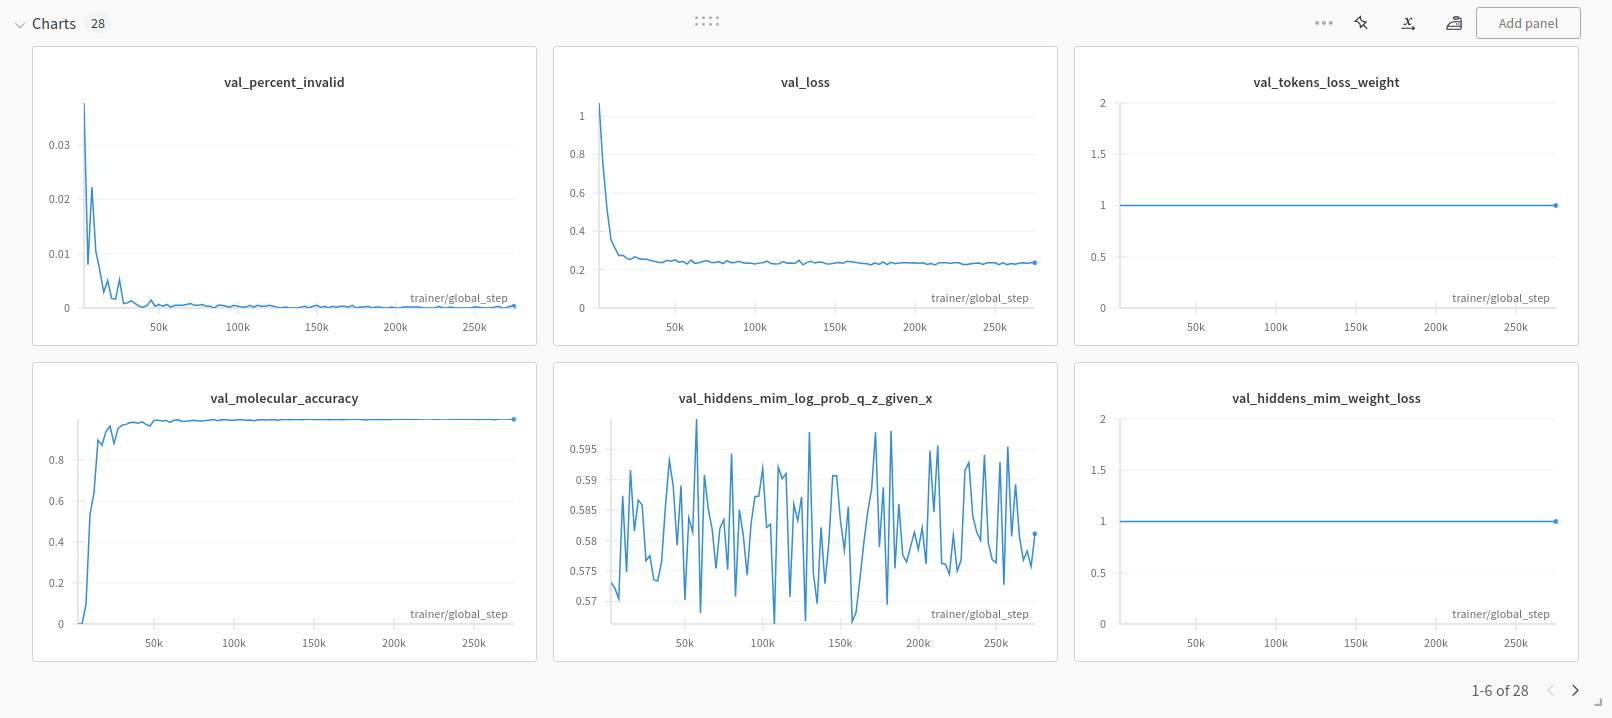 Charts 28
x
Add panel
val_percent_invalid
0.03
0.02
0.01
0
trainer/global_step
50k 100k 150k 200k 250k
val_loss
1
0.8
0.6
0.4
0.2
0
trainer/global_step
50k 100k 150k 200k 250k
val_tokens_loss_weight
2
1.5
1
0.5
0
trainer/global_step
50k 100k 150k 200k 250k
val_molecular_accuracy
0.8
0.6
0.4
0.2
0
trainer/global_step
50k 100k 150k 200k 250k
val_hiddens_mim_log_prob_q_z_given_x
0.595
0.59
0.585
0.58
0.575
0.57
trainer/global_step
50k 100k 150k 200k 250k
val_hiddens_mim_weight_loss
2
1.5
1
0.5
0
trainer/global_step
50k 100k 150k 200k 250k
1-6 of 28